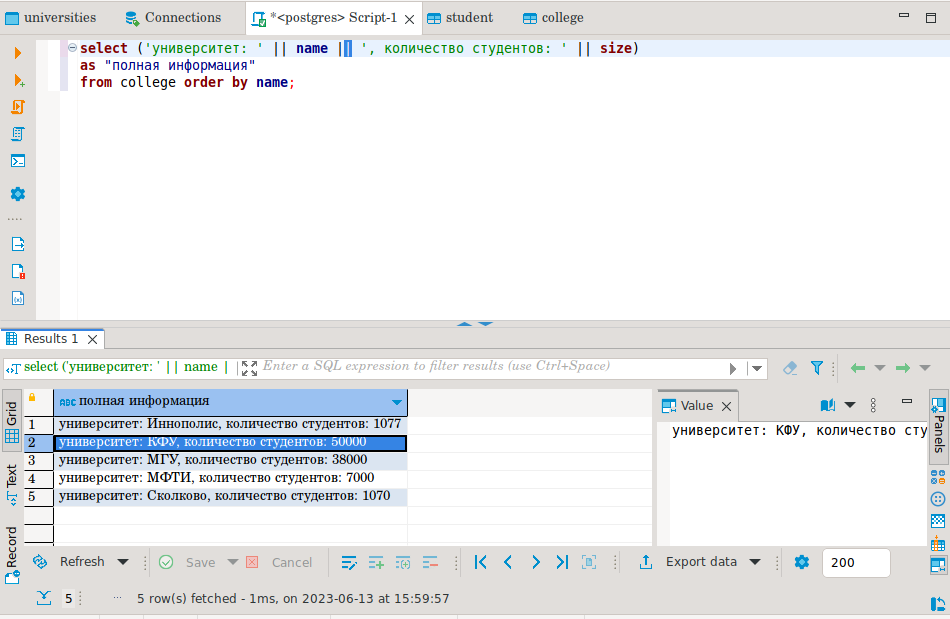 universities
Connections
*<postgres> Script-1
student
college
select ('университет: ' || name || ', количество студентов: ' || size)
as "полная информация"
from college order by name;
Results 1
select ('университет: ' || name |
Enter a SQL expression to filter results (use Ctrl+Space)
Grid
Text
Record
ABC полная информация
1 университет: Иннополис, количество студентов: 1077
2 университет: КФУ, количество студентов: 50000
3 университет: МГУ, количество студентов: 38000
4 университет: МФТИ, количество студентов: 7000
5 университет: Сколково, количество студентов: 1070
Value
университет: КФУ, количество сту
Panels
Refresh
Save
Cancel
Export data
200
5
5 row(s) fetched - 1ms, on 2023-06-13 at 15:59:57